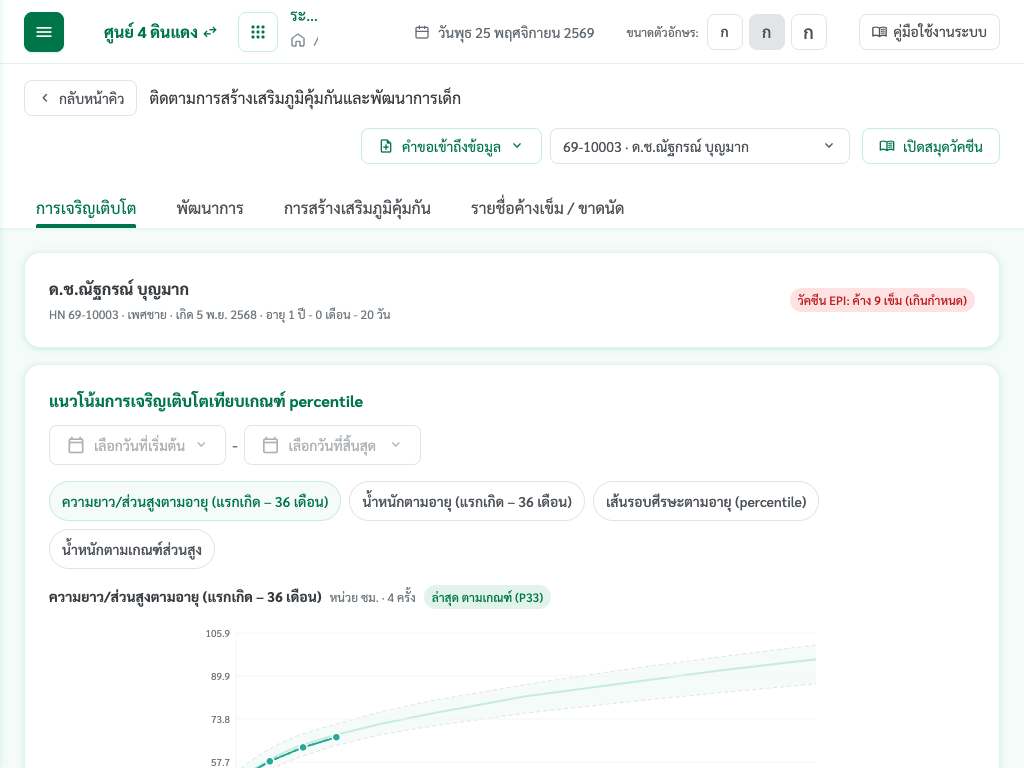 ศูนย์ 4 ดินแดง
ระ...
/
วันพุธ 25 พฤศจิกายน 2569
ขนาดตัวอักษร:
ก
ก
ก
คู่มือใช้งานระบบ
กลับหน้าคิว
ติดตามการสร้างเสริมภูมิคุ้มกันและพัฒนาการเด็ก
คำขอเข้าถึงข้อมูล
69-10003 · ด.ช.ณัฐกรณ์ บุญมาก
เปิดสมุดวัคซีน
การเจริญเติบโต
พัฒนาการ
การสร้างเสริมภูมิคุ้มกัน
รายชื่อค้างเข็ม / ขาดนัด
ด.ช.ณัฐกรณ์ บุญมาก
HN 69-10003 · เพศชาย · เกิด 5 พ.ย. 2568 · อายุ 1 ปี - 0 เดือน - 20 วัน
วัคซีน EPI: ค้าง 9 เข็ม (เกินกำหนด)
แนวโน้มการเจริญเติบโตเทียบเกณฑ์ percentile
เลือกวันที่เริ่มต้น
-
เลือกวันที่สิ้นสุด
ความยาว/ส่วนสูงตามอายุ (แรกเกิด – 36 เดือน)
น้ำหนักตามอายุ (แรกเกิด – 36 เดือน)
เส้นรอบศีรษะตามอายุ (percentile)
น้ำหนักตามเกณฑ์ส่วนสูง
ความยาว/ส่วนสูงตามอายุ (แรกเกิด – 36 เดือน)
หน่วย ซม. · 4 ครั้ง
ล่าสุด ตามเกณฑ์ (P33)
105.9
89.9
73.8
57.7